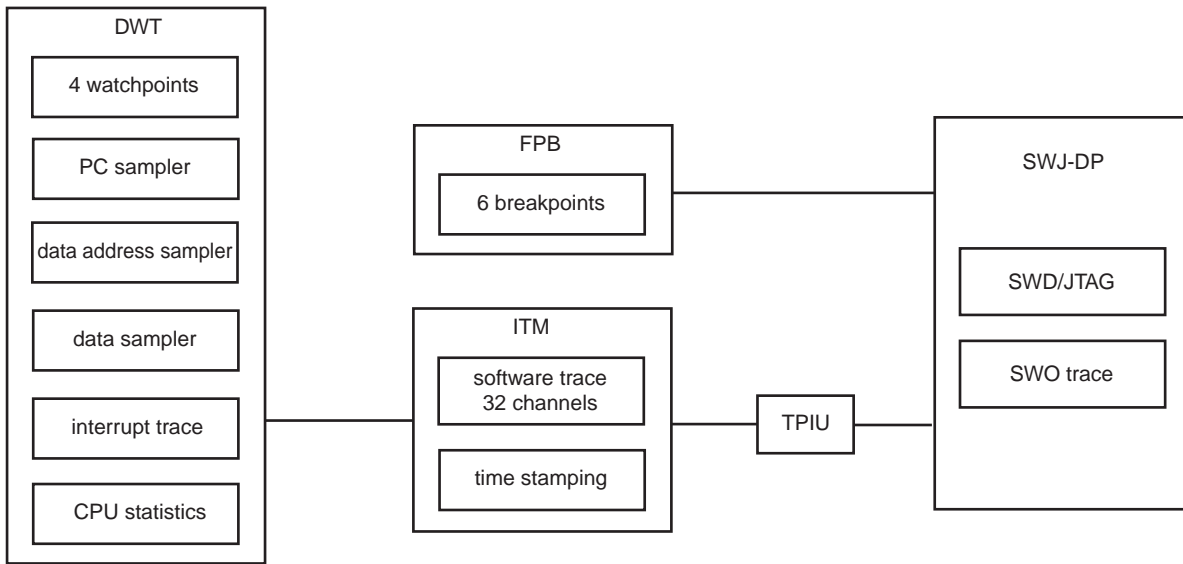 DWT
4 watchpoints
PC sampler
data address sampler
data sampler
interrupt trace
CPU statistics
FPB
6 breakpoints
ITM
software trace
32 channels
time stamping
TPIU
SWJ-DP
SWD/JTAG
SWO trace